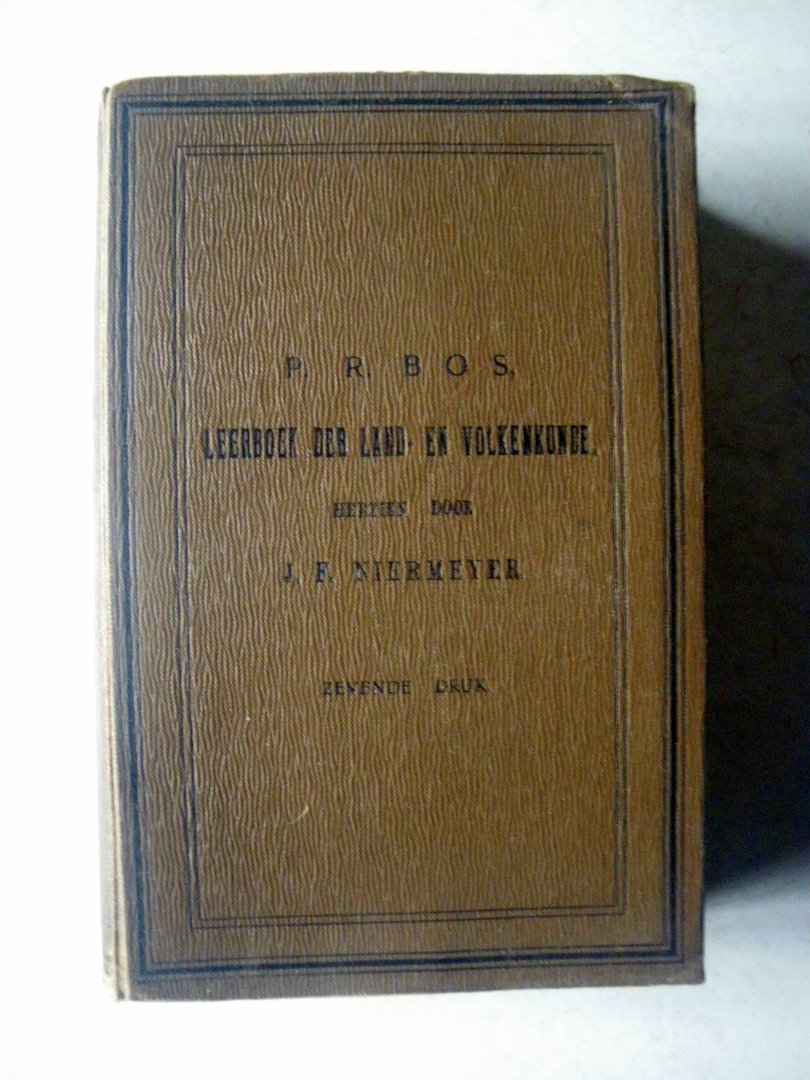 P. R. BOS,
LEERBOEK DER LAND- EN VOLKENKUNDE.
HERZIEN DOOR
J. F. NIERMEYER
ZEVENDE DRUK